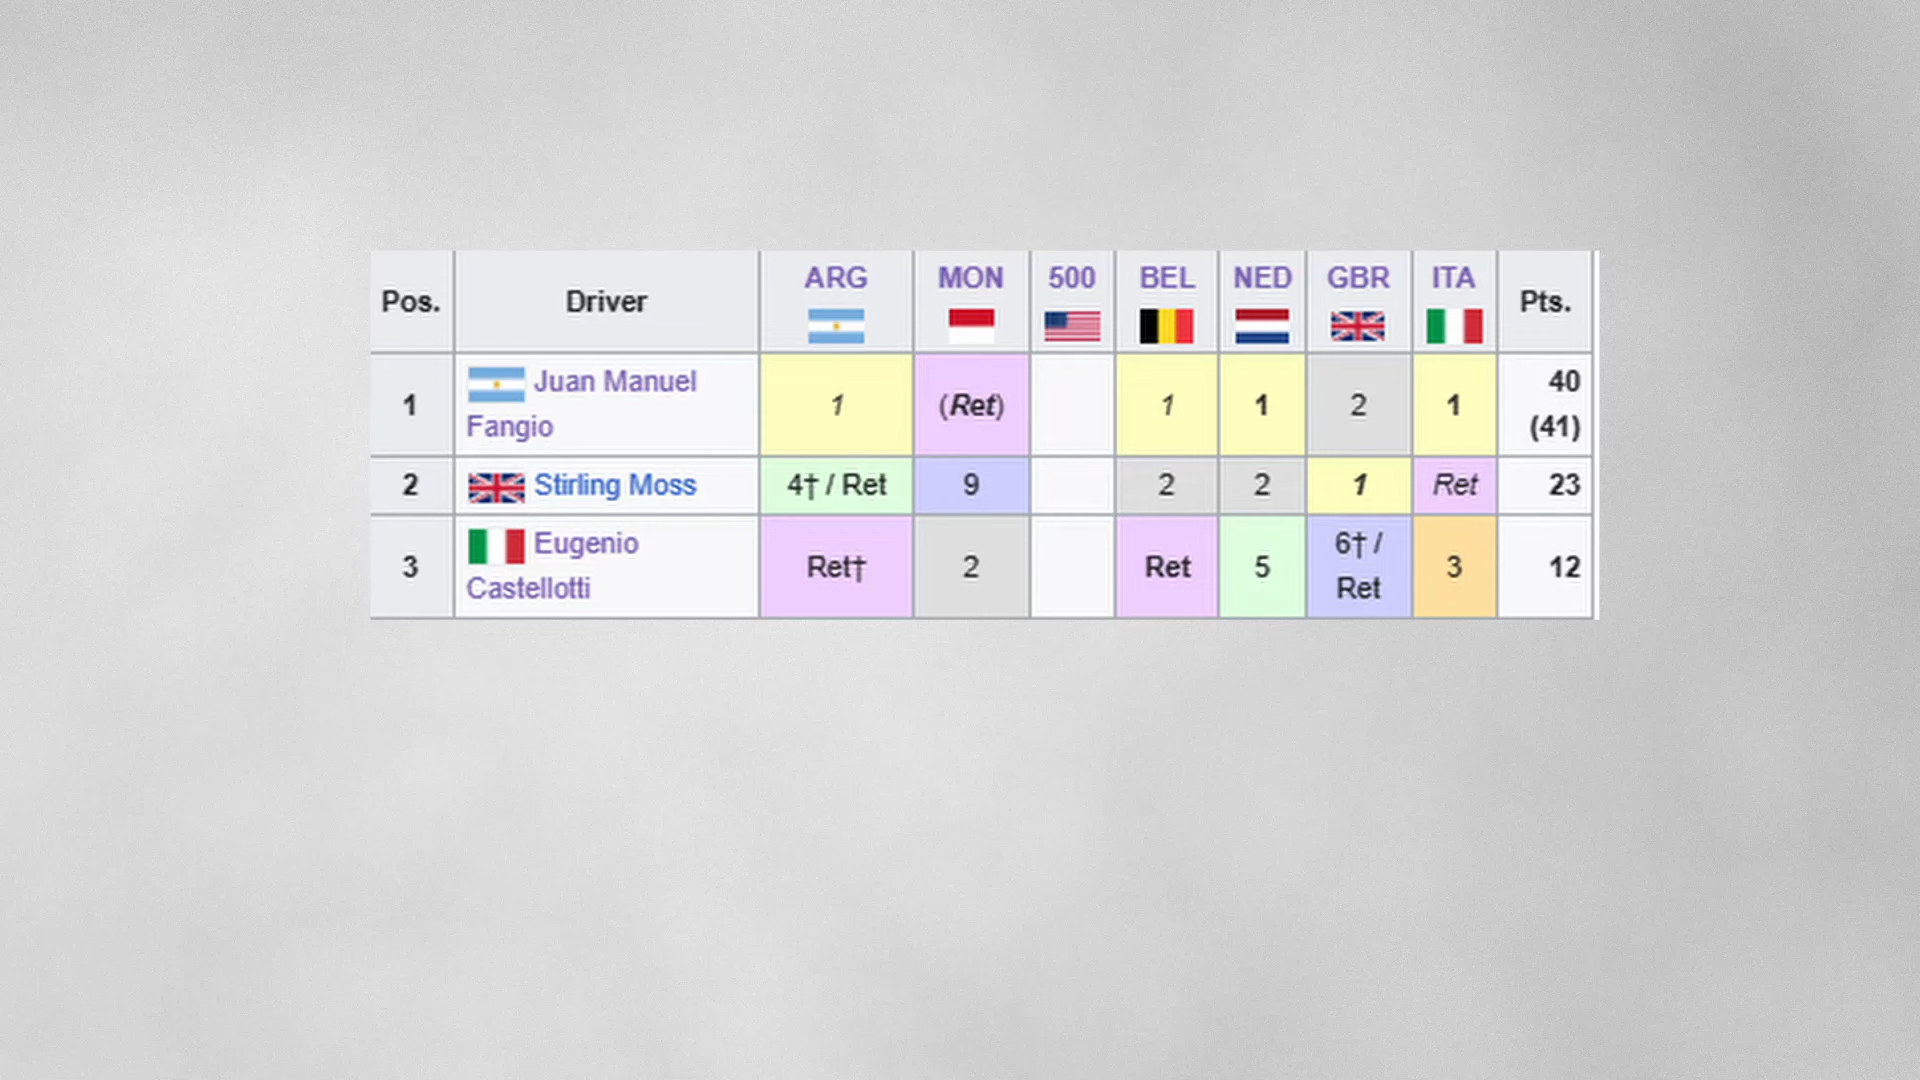 Pos. Driver ARG MON 500 BEL NED GBR ITA Pts.
1 Juan Manuel Fangio 1 (Ret) 1 1 2 1 40 (41)
2 Stirling Moss 4† / Ret 9 2 2 1 Ret 23
3 Eugenio Castellotti Ret† 2 Ret 5 6† / Ret 3 12